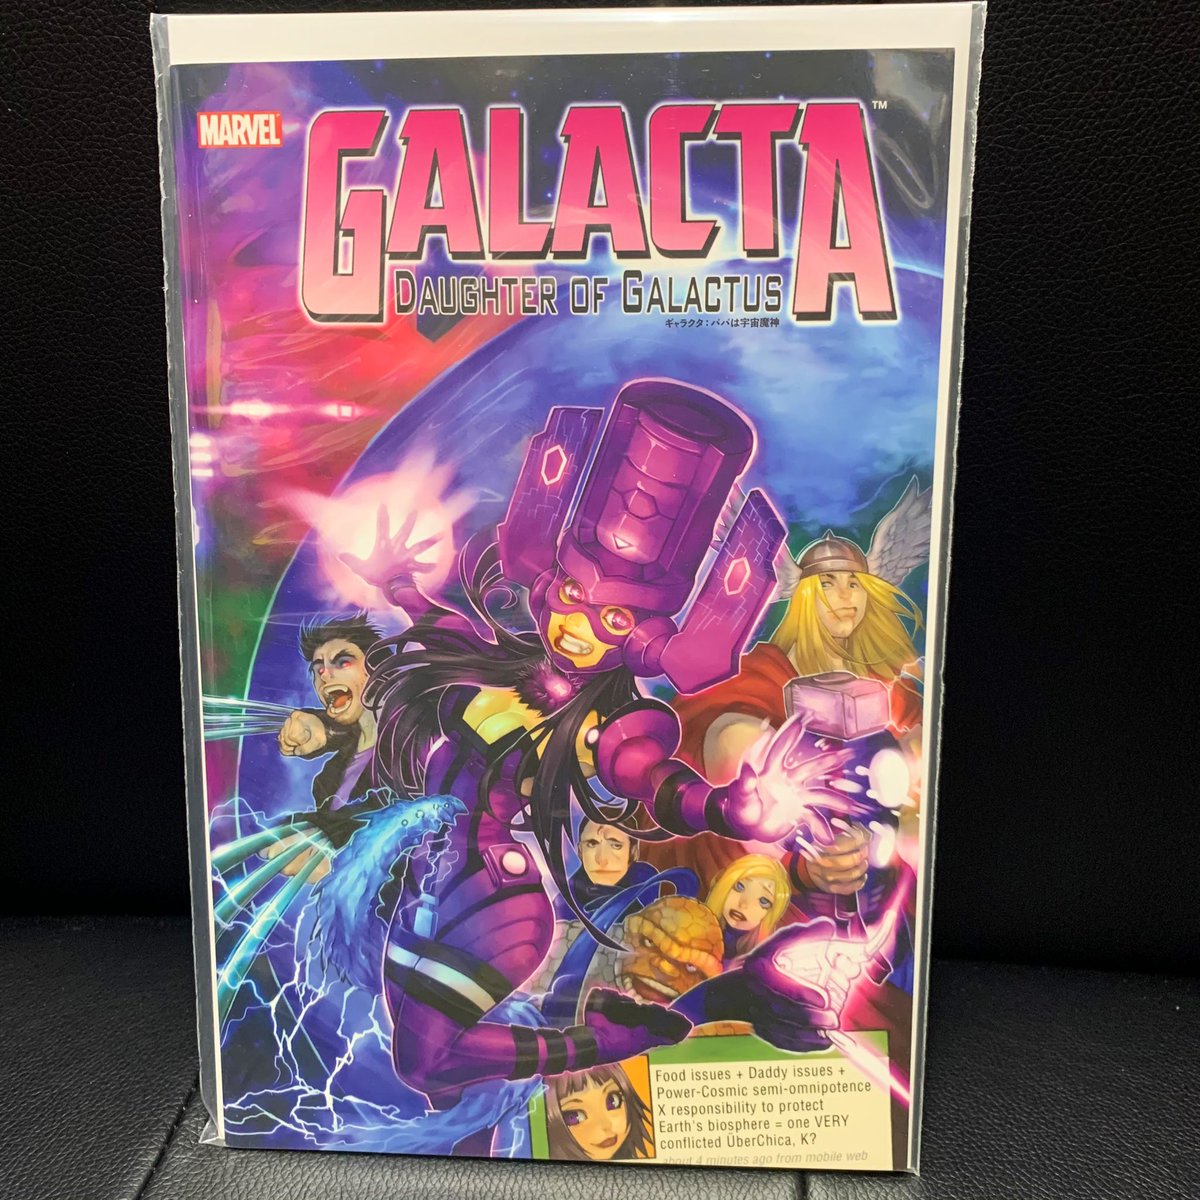 MARVEL
GALACTA™
DAUGHTER OF GALACTUS
ギャラクタ：パパは宇宙魔神
Food issues + Daddy issues +
Power-Cosmic semi-omnipotence
X responsibility to protect
Earth's biosphere = one VERY
conflicted ÜberChica, K?
about 4 minutes ago from mobile web